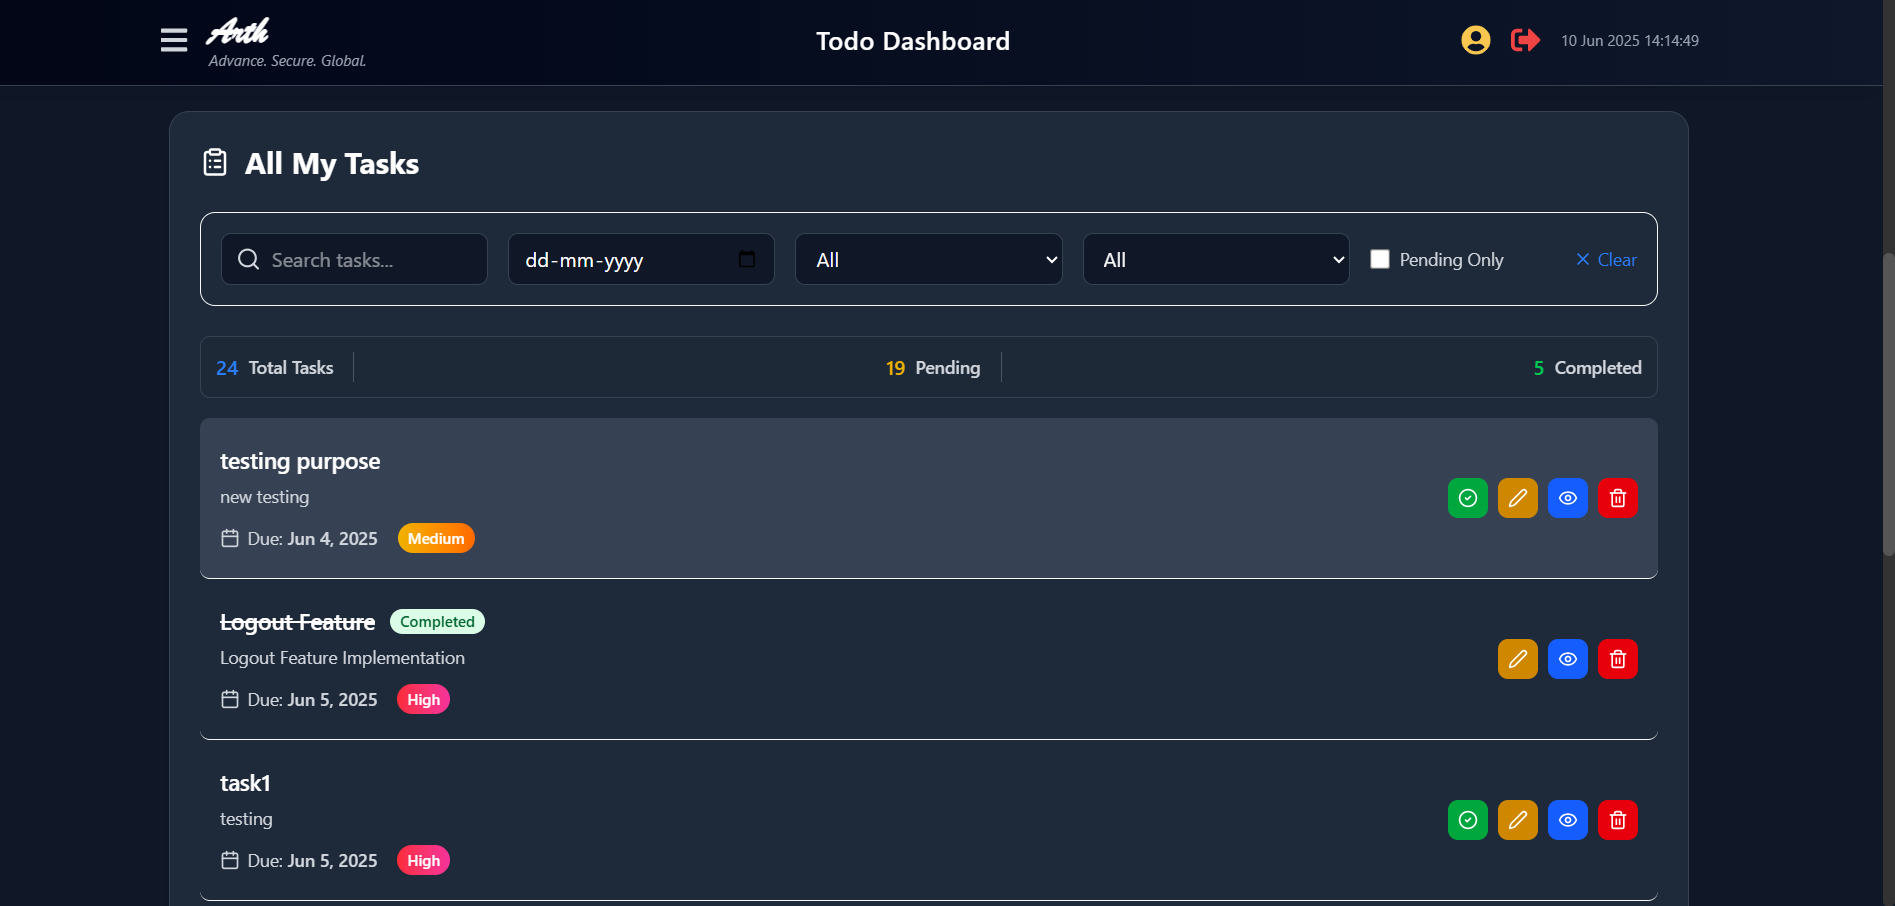 Arth
Advance. Secure. Global.
Todo Dashboard
10 Jun 2025 14:14:49
All My Tasks
Search tasks...
dd-mm-yyyy
All
All
Pending Only
Clear
24 Total Tasks
19 Pending
5 Completed
testing purpose
new testing
Due: Jun 4, 2025
Medium
Logout Feature
Completed
Logout Feature Implementation
Due: Jun 5, 2025
High
task1
testing
Due: Jun 5, 2025
High